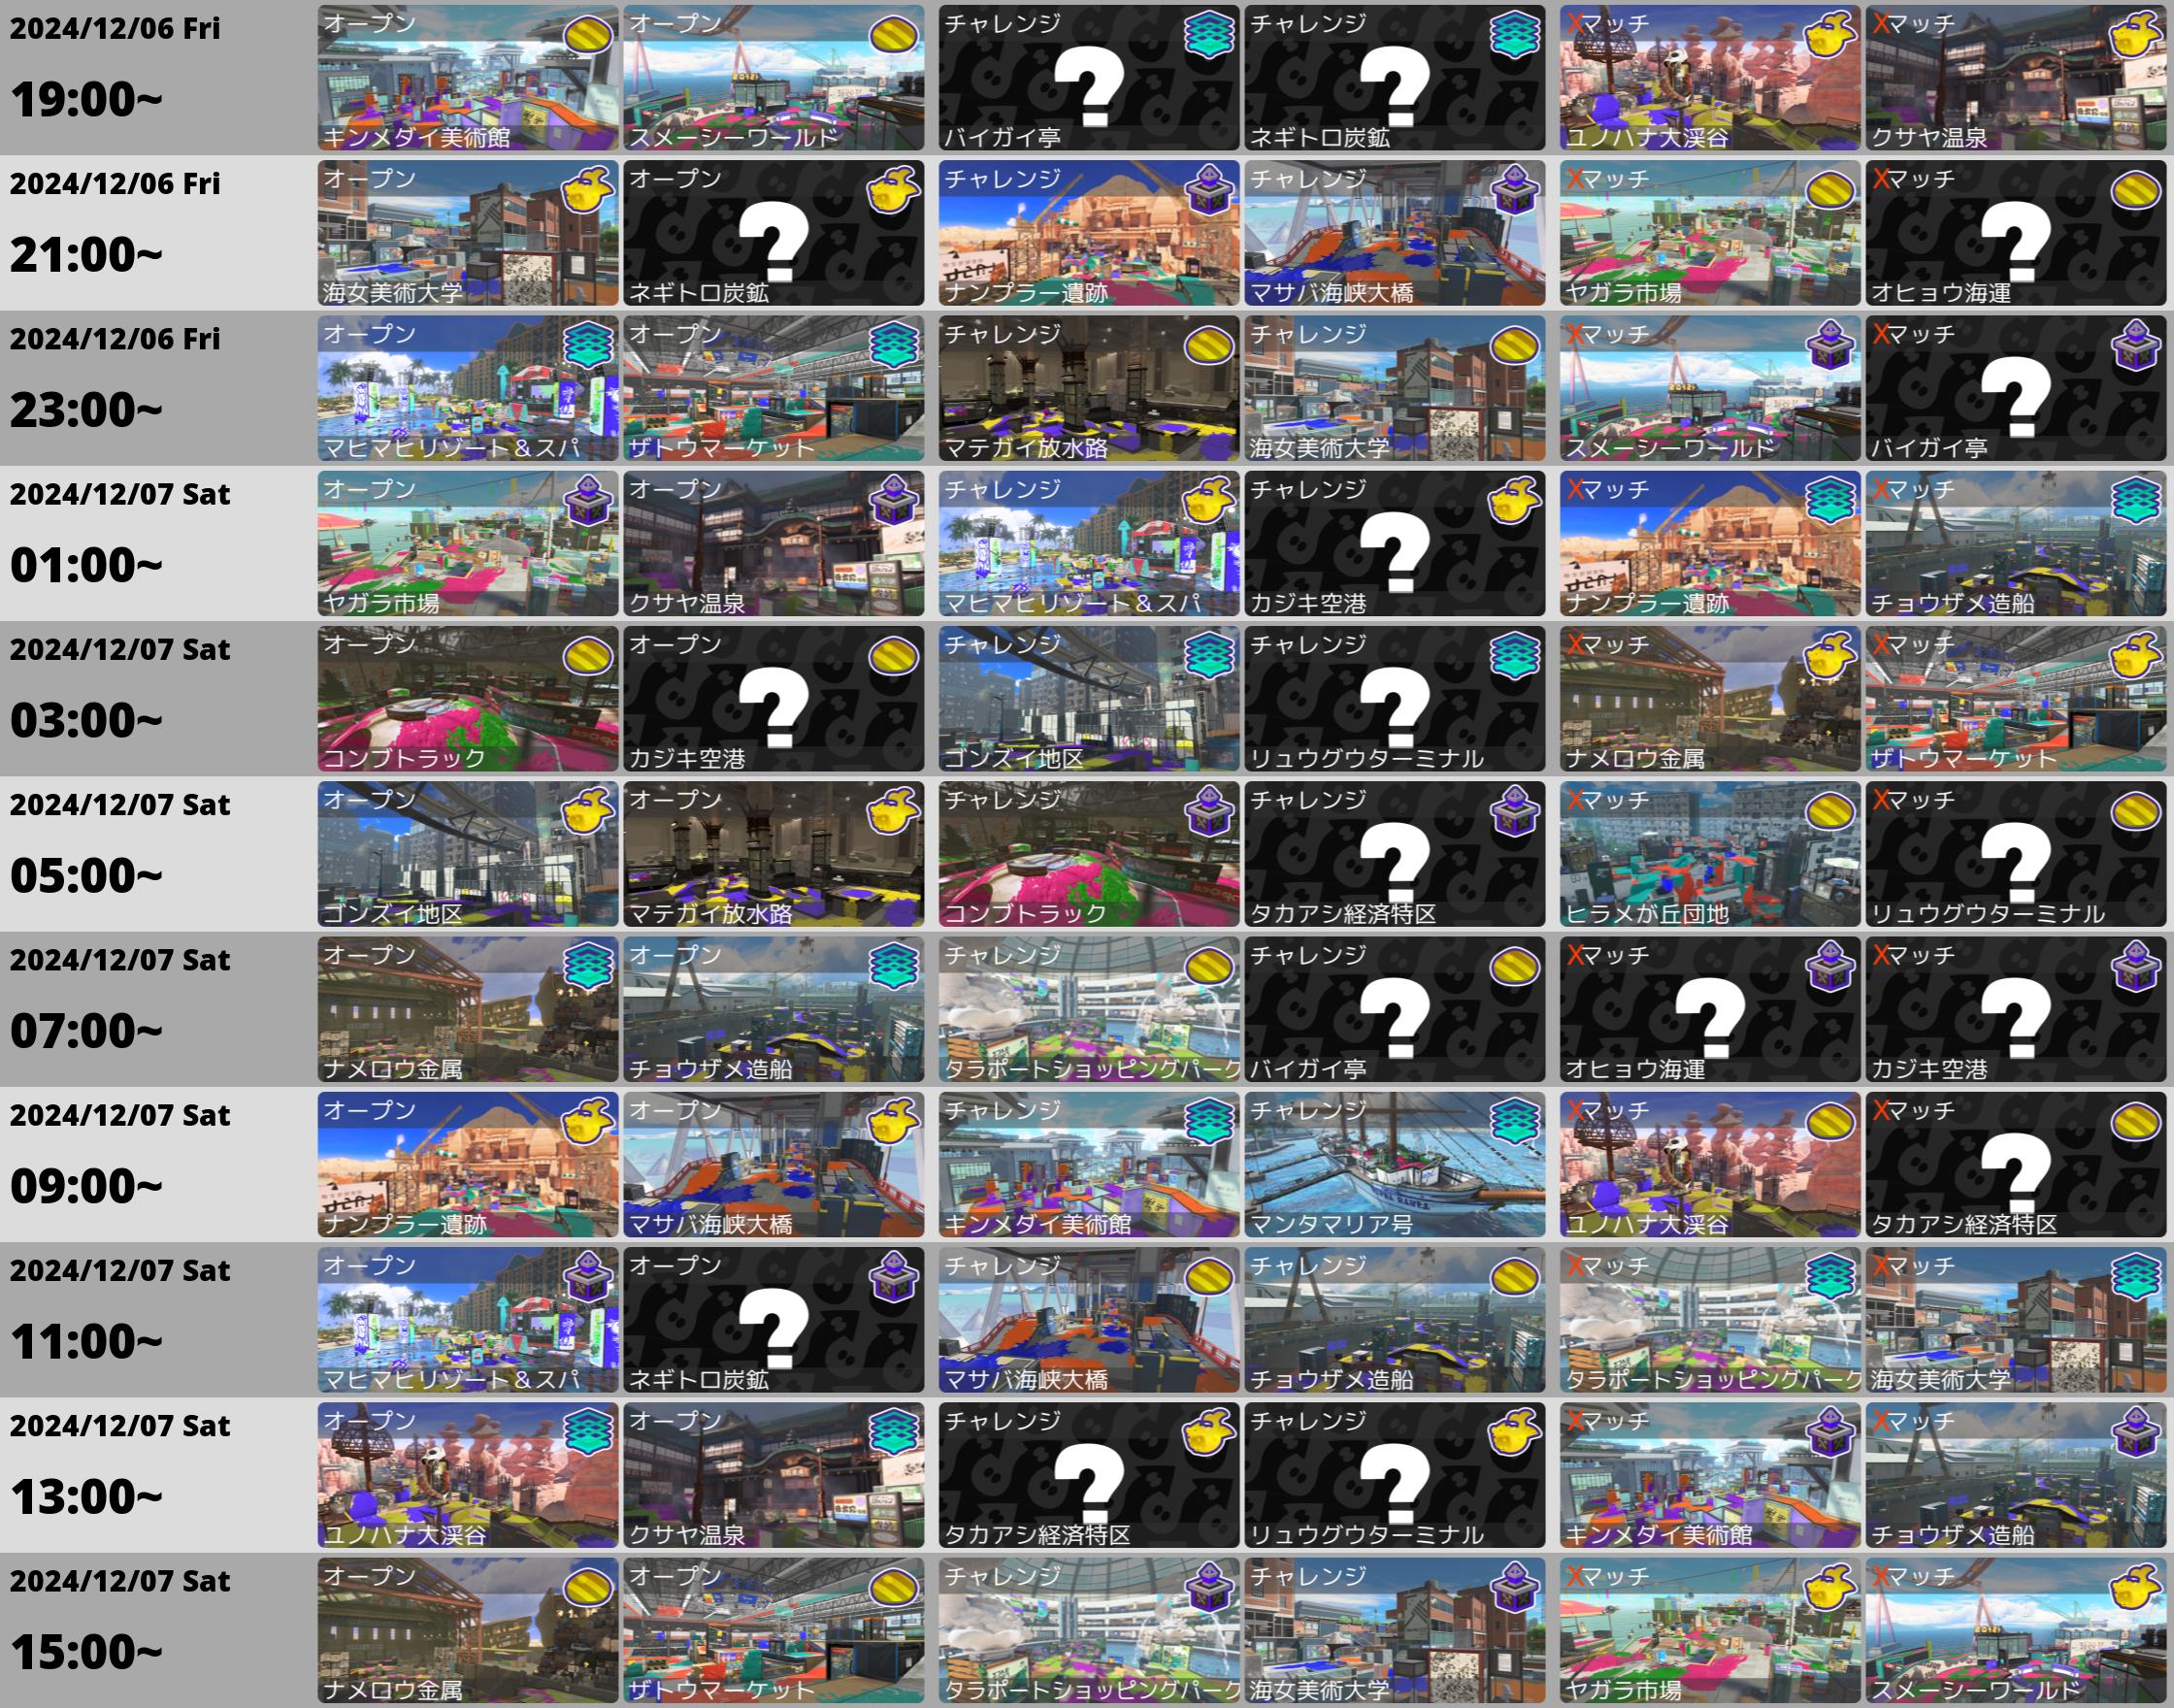 2024/12/06 Fri
19:00~
オープン
キンメダイ美術館
オープン
スメーシーワールド
チャレンジ
バイガイ亭
チャレンジ
ネギトロ炭鉱
Xマッチ
ユノハナ大渓谷
Xマッチ
クサヤ温泉
2024/12/06 Fri
21:00~
オープン
海女美術大学
オープン
ネギトロ炭鉱
チャレンジ
ナンプラー遺跡
チャレンジ
マサバ海峡大橋
Xマッチ
ヤガラ市場
Xマッチ
オヒョウ海運
2024/12/06 Fri
23:00~
オープン
マヒマヒリゾート＆スパ
オープン
ザトウマーケット
チャレンジ
マテガイ放水路
チャレンジ
海女美術大学
Xマッチ
スメーシーワールド
Xマッチ
バイガイ亭
2024/12/07 Sat
01:00~
オープン
ヤガラ市場
オープン
クサヤ温泉
チャレンジ
マヒマヒリゾート＆スパ
チャレンジ
カジキ空港
Xマッチ
ナンプラー遺跡
Xマッチ
チョウザメ造船
2024/12/07 Sat
03:00~
オープン
コンブトラック
オープン
カジキ空港
チャレンジ
ゴンズイ地区
チャレンジ
リュウグウターミナル
Xマッチ
ナメロウ金属
Xマッチ
ザトウマーケット
2024/12/07 Sat
05:00~
オープン
ゴンズイ地区
オープン
マテガイ放水路
チャレンジ
コンブトラック
チャレンジ
タカアシ経済特区
Xマッチ
ヒラメが丘団地
Xマッチ
リュウグウターミナル
2024/12/07 Sat
07:00~
オープン
ナメロウ金属
オープン
チョウザメ造船
チャレンジ
タラポートショッピングパーク
チャレンジ
バイガイ亭
Xマッチ
オヒョウ海運
Xマッチ
カジキ空港
2024/12/07 Sat
09:00~
オープン
ナンプラー遺跡
オープン
マサバ海峡大橋
チャレンジ
キンメダイ美術館
チャレンジ
マンタマリア号
Xマッチ
ユノハナ大渓谷
Xマッチ
タカアシ経済特区
2024/12/07 Sat
11:00~
オープン
マヒマヒリゾート＆スパ
オープン
ネギトロ炭鉱
チャレンジ
マサバ海峡大橋
チャレンジ
チョウザメ造船
Xマッチ
タラポートショッピングパーク
Xマッチ
海女美術大学
2024/12/07 Sat
13:00~
オープン
ユノハナ大渓谷
オープン
クサヤ温泉
チャレンジ
タカアシ経済特区
チャレンジ
リュウグウターミナル
Xマッチ
キンメダイ美術館
Xマッチ
チョウザメ造船
2024/12/07 Sat
15:00~
オープン
ナメロウ金属
オープン
ザトウマーケット
チャレンジ
タラポートショッピングパーク
チャレンジ
海女美術大学
Xマッチ
ヤガラ市場
Xマッチ
スメーシーワールド